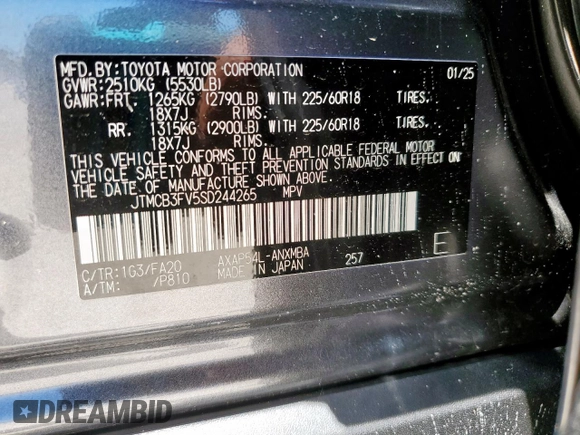 MFD.BY:TOYOTA MOTOR CORPORATION 01/25
GVWR:2510KG (5530LB)
GAWR:FRT. 1265KG (2790LB) WITH 225/60R18 TIRES.
18X7J RIMS.
RR. 1315KG (2900LB) WITH 225/60R18 TIRES.
18X7J RIMS.
THIS VEHICLE CONFORMS TO ALL APPLICABLE FEDERAL MOTOR
VEHICLE SAFETY AND THEFT PREVENTION STANDARDS IN EFFECT ON
THE DATE OF MANUFACTURE SHOWN ABOVE.
JTMCB3FV5SD244265 MPV
C/TR:1G3/FA20 AXAP54L-ANXMBA 257 E
A/TM: /P810 MADE IN JAPAN
DREAMBID